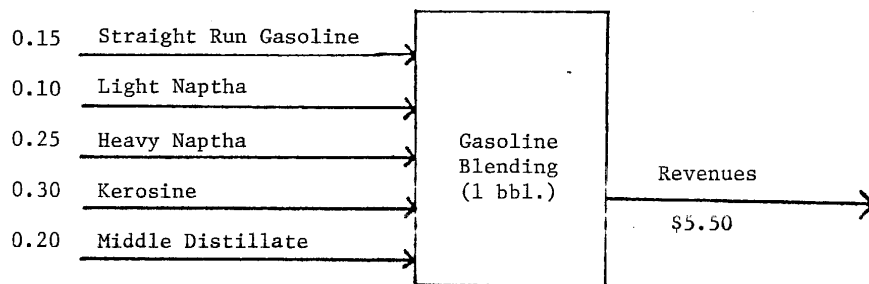 0.15 Straight Run Gasoline
0.10 Light Naptha
0.25 Heavy Naptha
0.30 Kerosine
0.20 Middle Distillate
Gasoline
Blending
(1 bbl.)
Revenues
$5.50